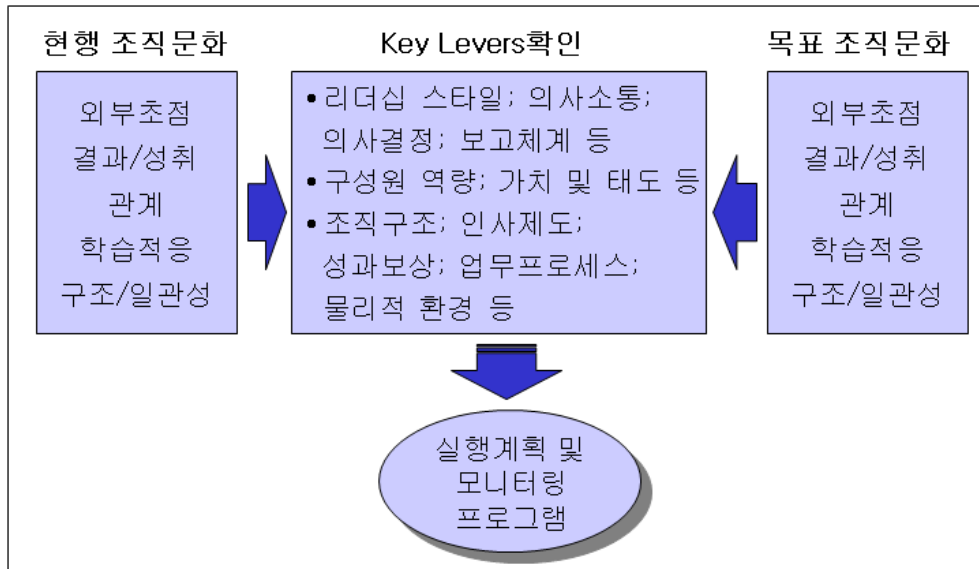 현행 조직문화
외부초점
결과/성취
관계
학습적응
구조/일관성
Key Levers확인
• 리더십 스타일; 의사소통;
의사결정; 보고체계 등
• 구성원 역량; 가치 및 태도 등
• 조직구조; 인사제도;
성과보상; 업무프로세스;
물리적 환경 등
목표 조직문화
외부초점
결과/성취
관계
학습적응
구조/일관성
실행계획 및
모니터링
프로그램